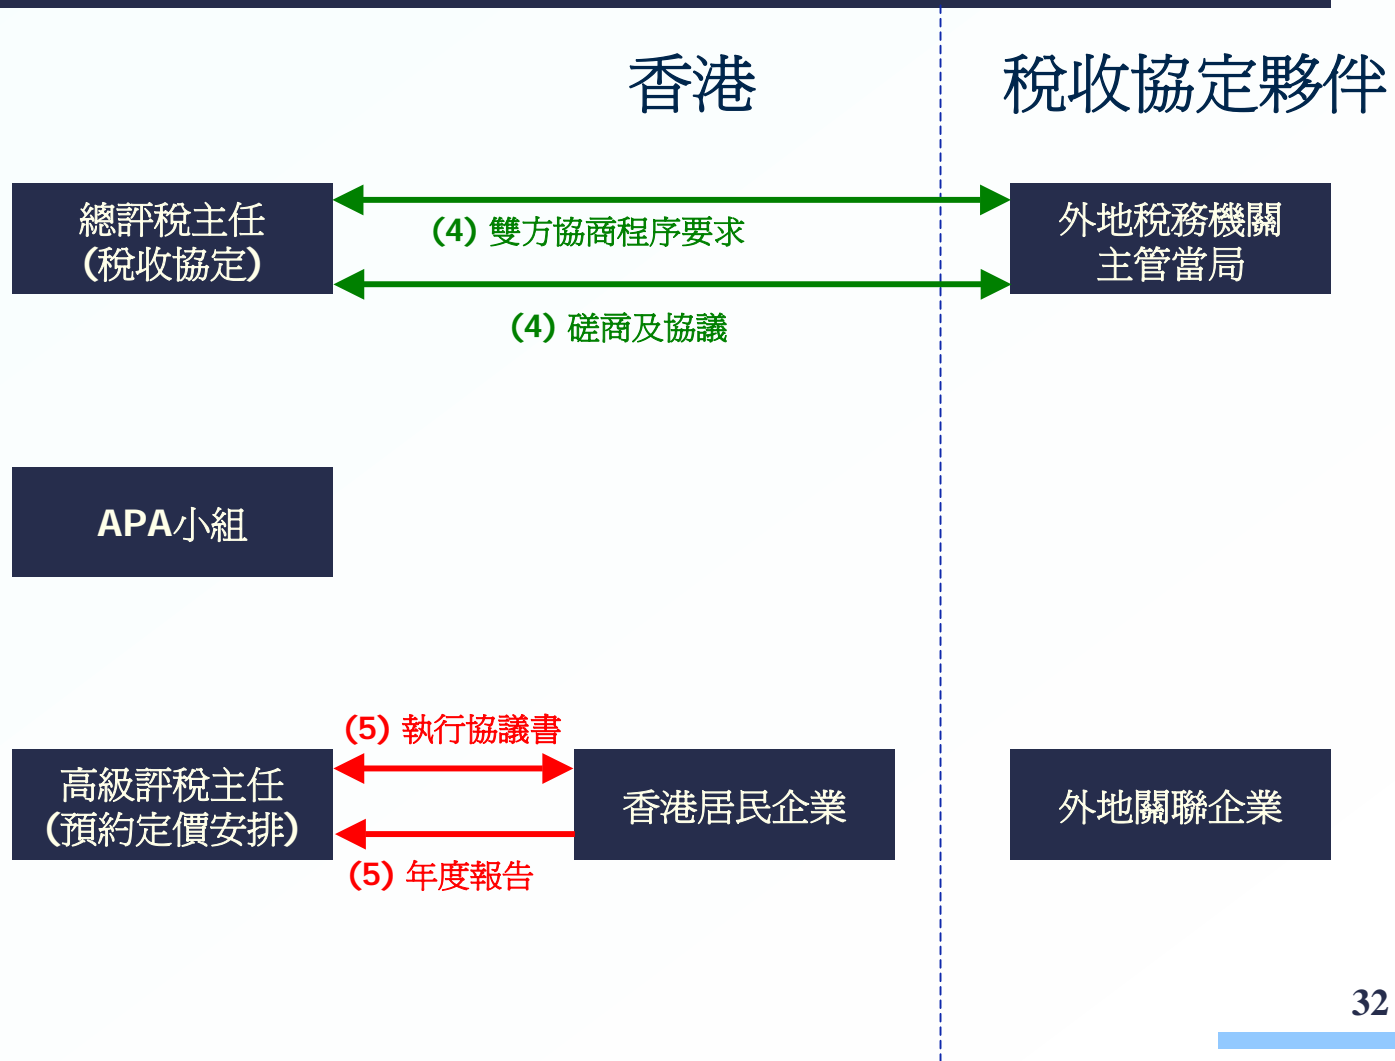 香港
稅收協定夥伴
總評稅主任
(稅收協定)
(4) 雙方協商程序要求
外地稅務機關
主管當局
(4) 磋商及協議
APA小組
(5) 執行協議書
高級評稅主任
(預約定價安排)
香港居民企業
外地關聯企業
(5) 年度報告
32